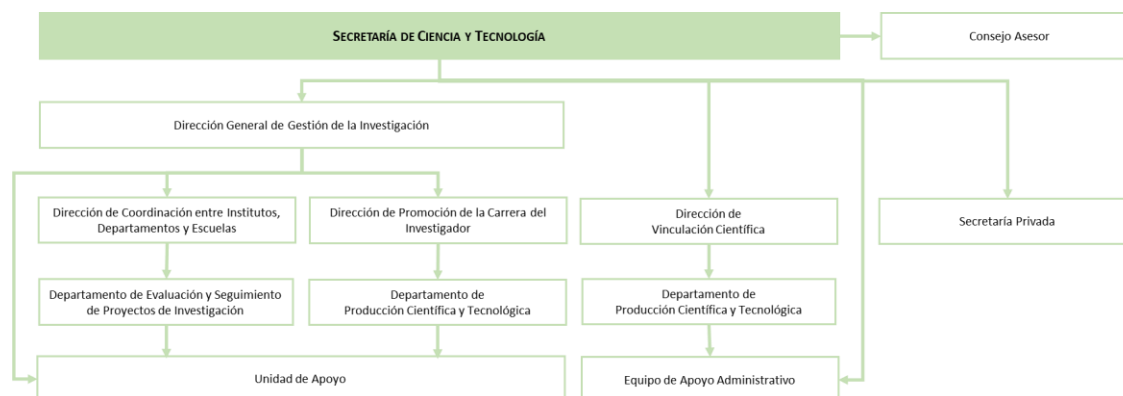 SECRETARÍA DE CIENCIA Y TECNOLOGÍA
Consejo Asesor
Dirección General de Gestión de la Investigación
Dirección de Coordinación entre Institutos,
Departamentos y Escuelas
Dirección de Promoción de la Carrera del
Investigador
Dirección de
Vinculación Científica
Secretaría Privada
Departamento de Evaluación y Seguimiento
de Proyectos de Investigación
Departamento de
Producción Científica y Tecnológica
Departamento de
Producción Científica y Tecnológica
Unidad de Apoyo
Equipo de Apoyo Administrativo